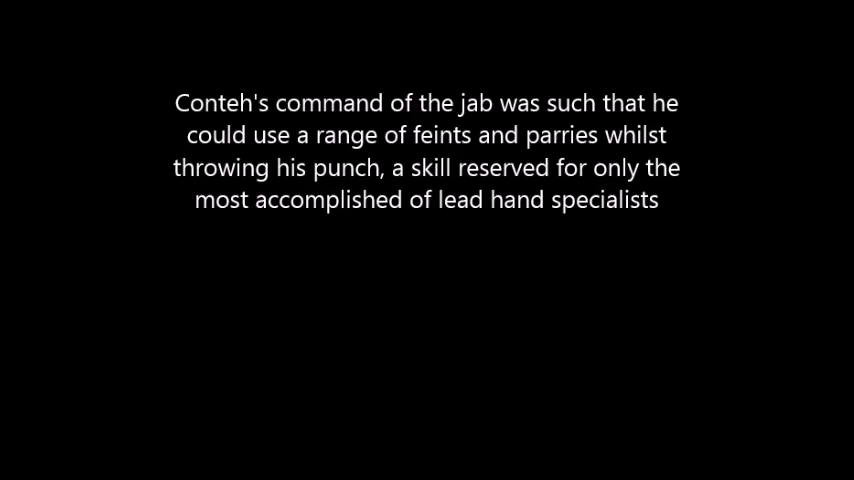 Conteh's command of the jab was such that he
could use a range of feints and parries whilst
throwing his punch, a skill reserved for only the
most accomplished of lead hand specialists